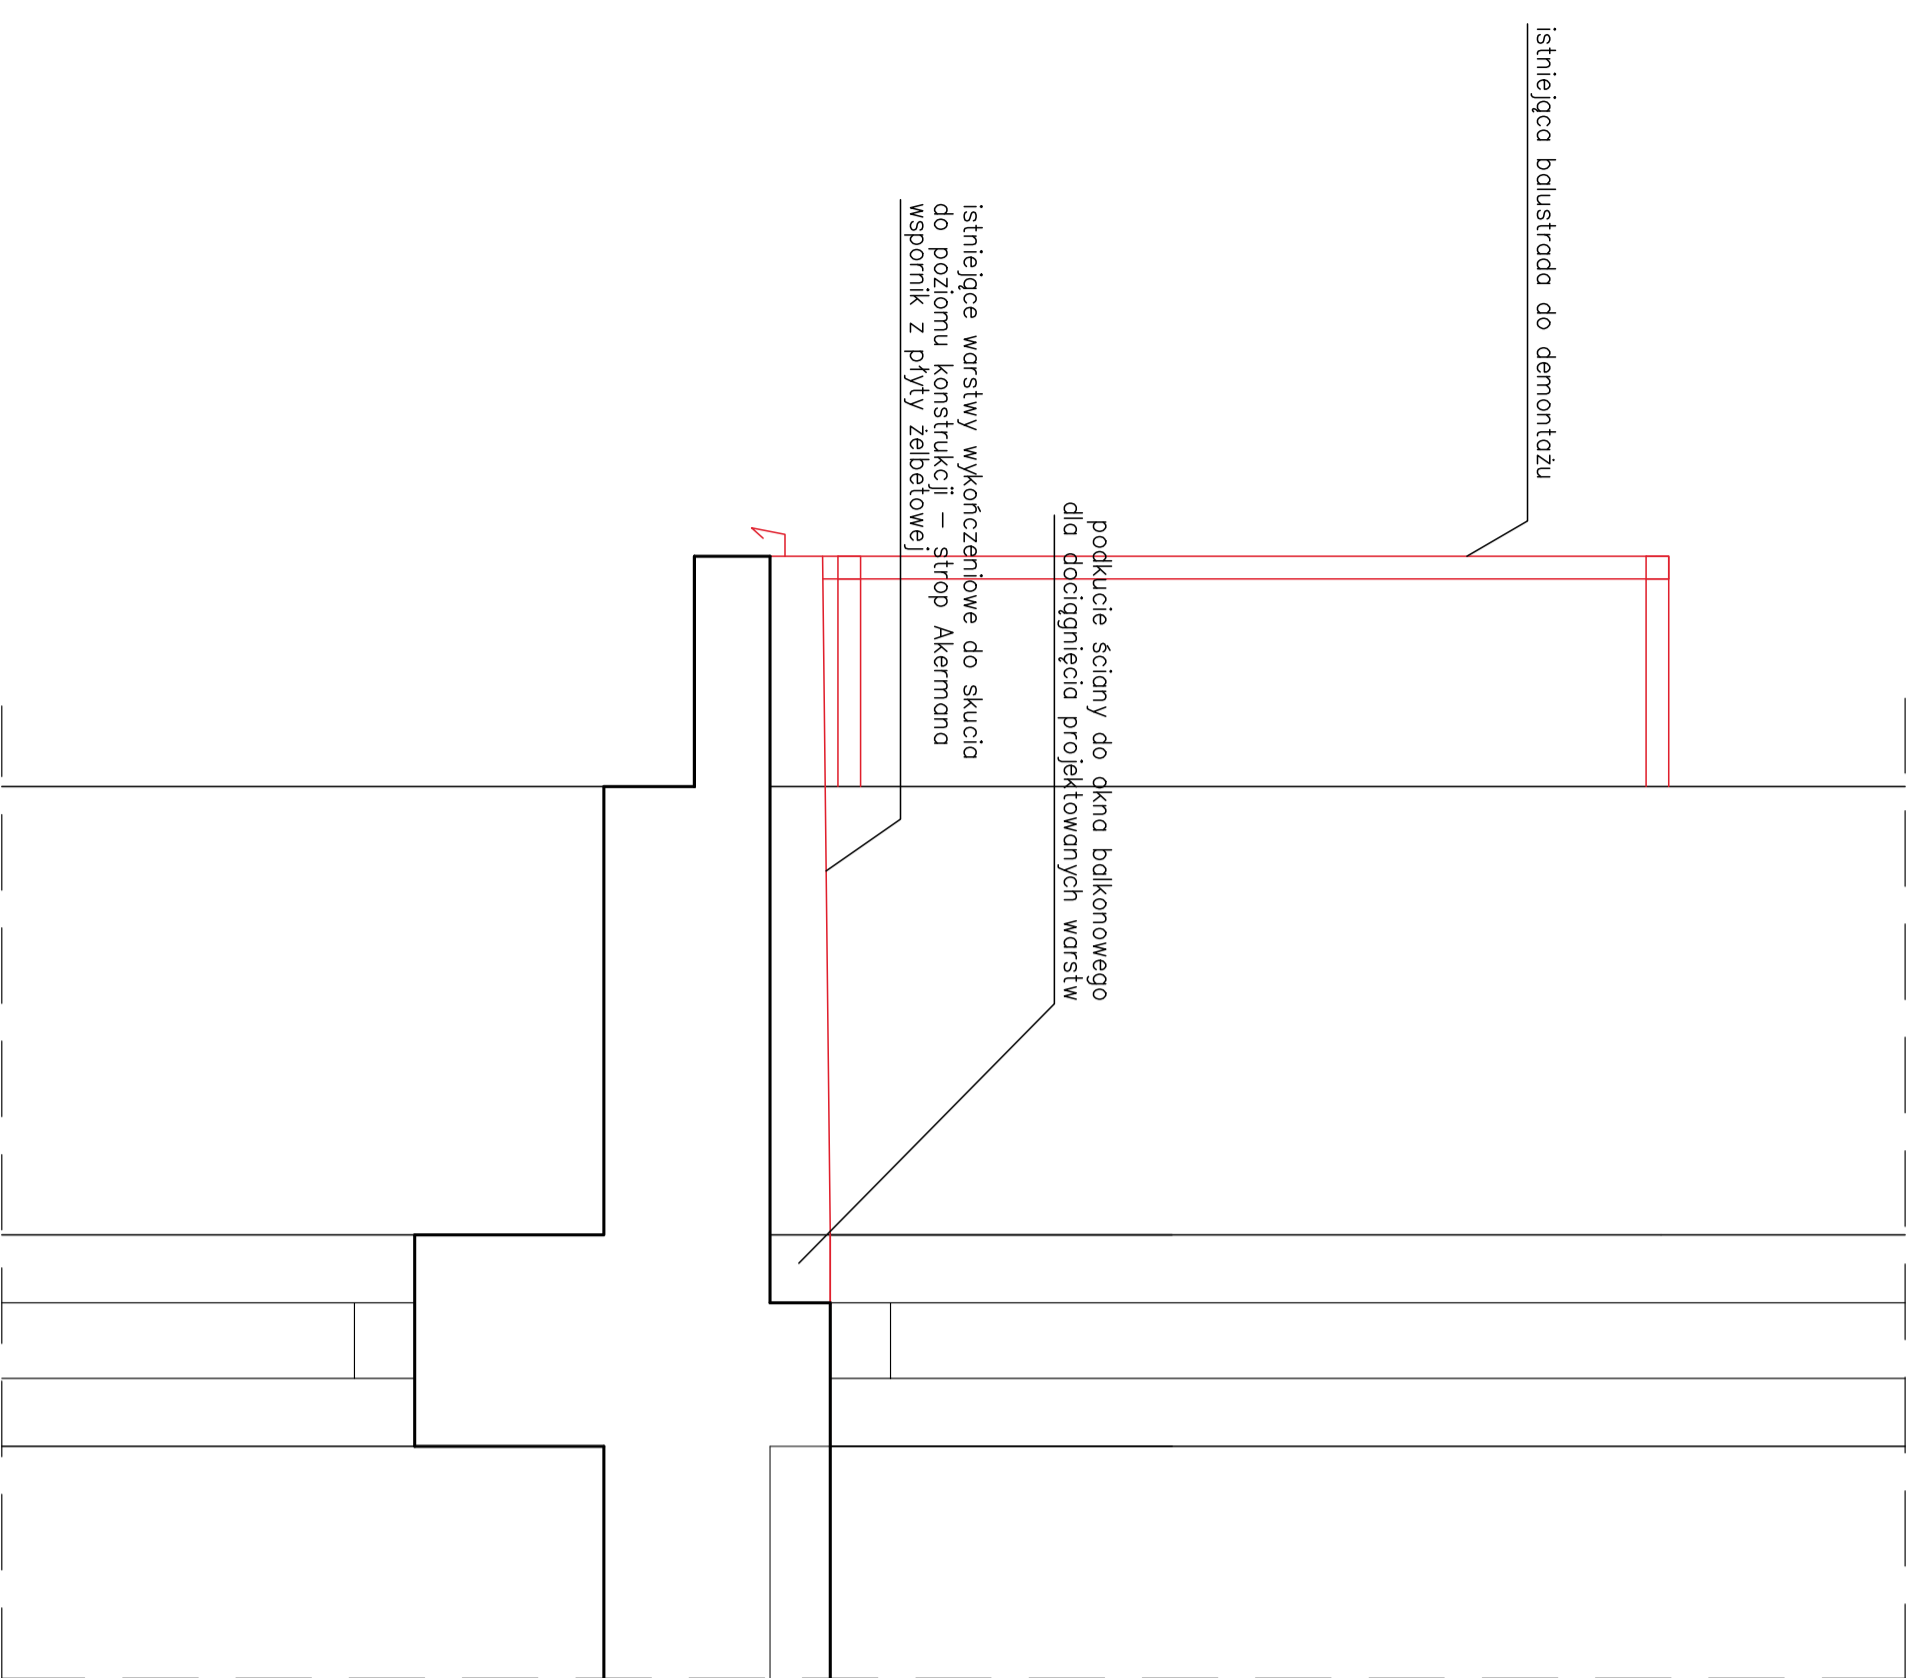 istniejąca balustrada do demontażu
podkucie ściany do okna balkonowego
dla dociągnięcia projektowanych warstw
istniejące warstwy wykończeniowe do skucia
do poziomu konstrukcji – strop Akermana
wspornik z płyty żelbetowej